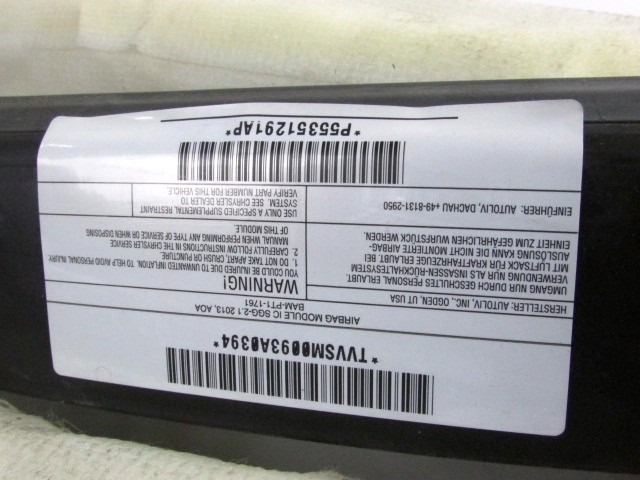 *TVVSM0093A0394*
AIRBAG MODULE IC SGG-2.1 2013, AOA
BAM-PT1-1761
HERSTELLER: AUTOLIV, INC., OGDEN, UT USA
UMGANG NUR DURCH GESCHULTES PERSONAL ERLAUBT.
VERWENDUNG ALS INSASSEN-RÜCKHALTESYSTEM
MIT LUFTSACK FÜR KRAFTFAHRZEUGE ERLAUBT BEI
AUSLÖSUNG KANN DIE NICHT MONTIERTE AIRBAG-
EINHEIT ZUM GEFÄHRLICHEN WURFSTÜCK WERDEN.
EINFÜHRER: AUTOLIV, DACHAU +49-8131-2950
WARNING!
YOU COULD BE INJURED DUE TO UNWANTED INFLATION. TO HELP AVOID PERSONAL INJURY
1. DO NOT TAKE APART, CRUSH OR PUNCTURE.
2. CAREFULLY FOLLOW INSTRUCTIONS IN THE CHRYSLER SERVICE
MANUAL WHEN PERFORMING ANY TYPE OF SERVICE OR WHEN DISPOSING
OF THIS MODULE.
USE ONLY A SPECIFIED SUPPLEMENTAL RESTRAINT
SYSTEM. SEE CHRYSLER DEALER TO
VERIFY PART NUMBER FOR THIS VEHICLE.
*P55351291AP*